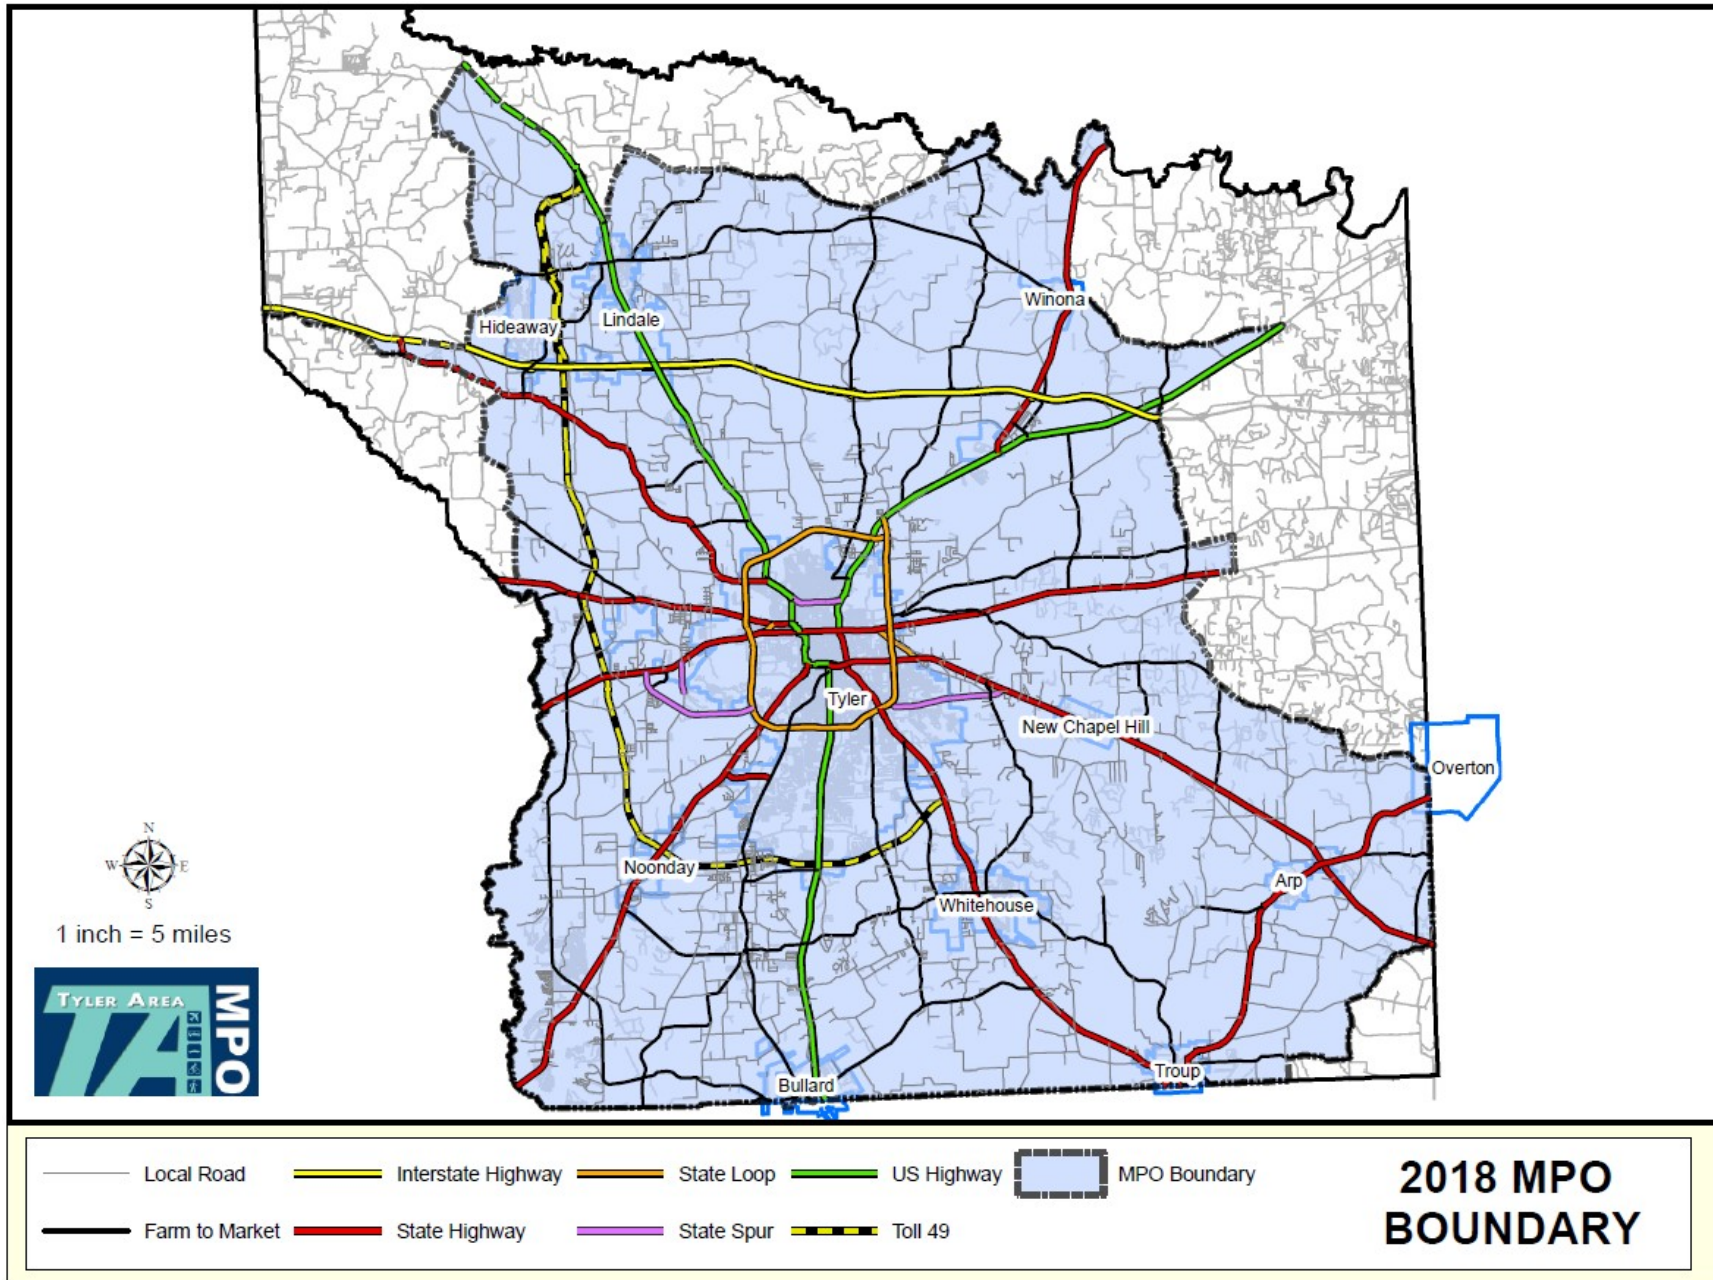 Winona
Hideaway
Lindale
Tyler
New Chapel Hill
Overton
Noonday
Arp
Whitehouse
Bullard
Troup
N
W
E
S
1 inch = 5 miles
TYLER AREA
TA
MPO
Local Road
Interstate Highway
State Loop
US Highway
MPO Boundary
Farm to Market
State Highway
State Spur
Toll 49
2018 MPO
BOUNDARY